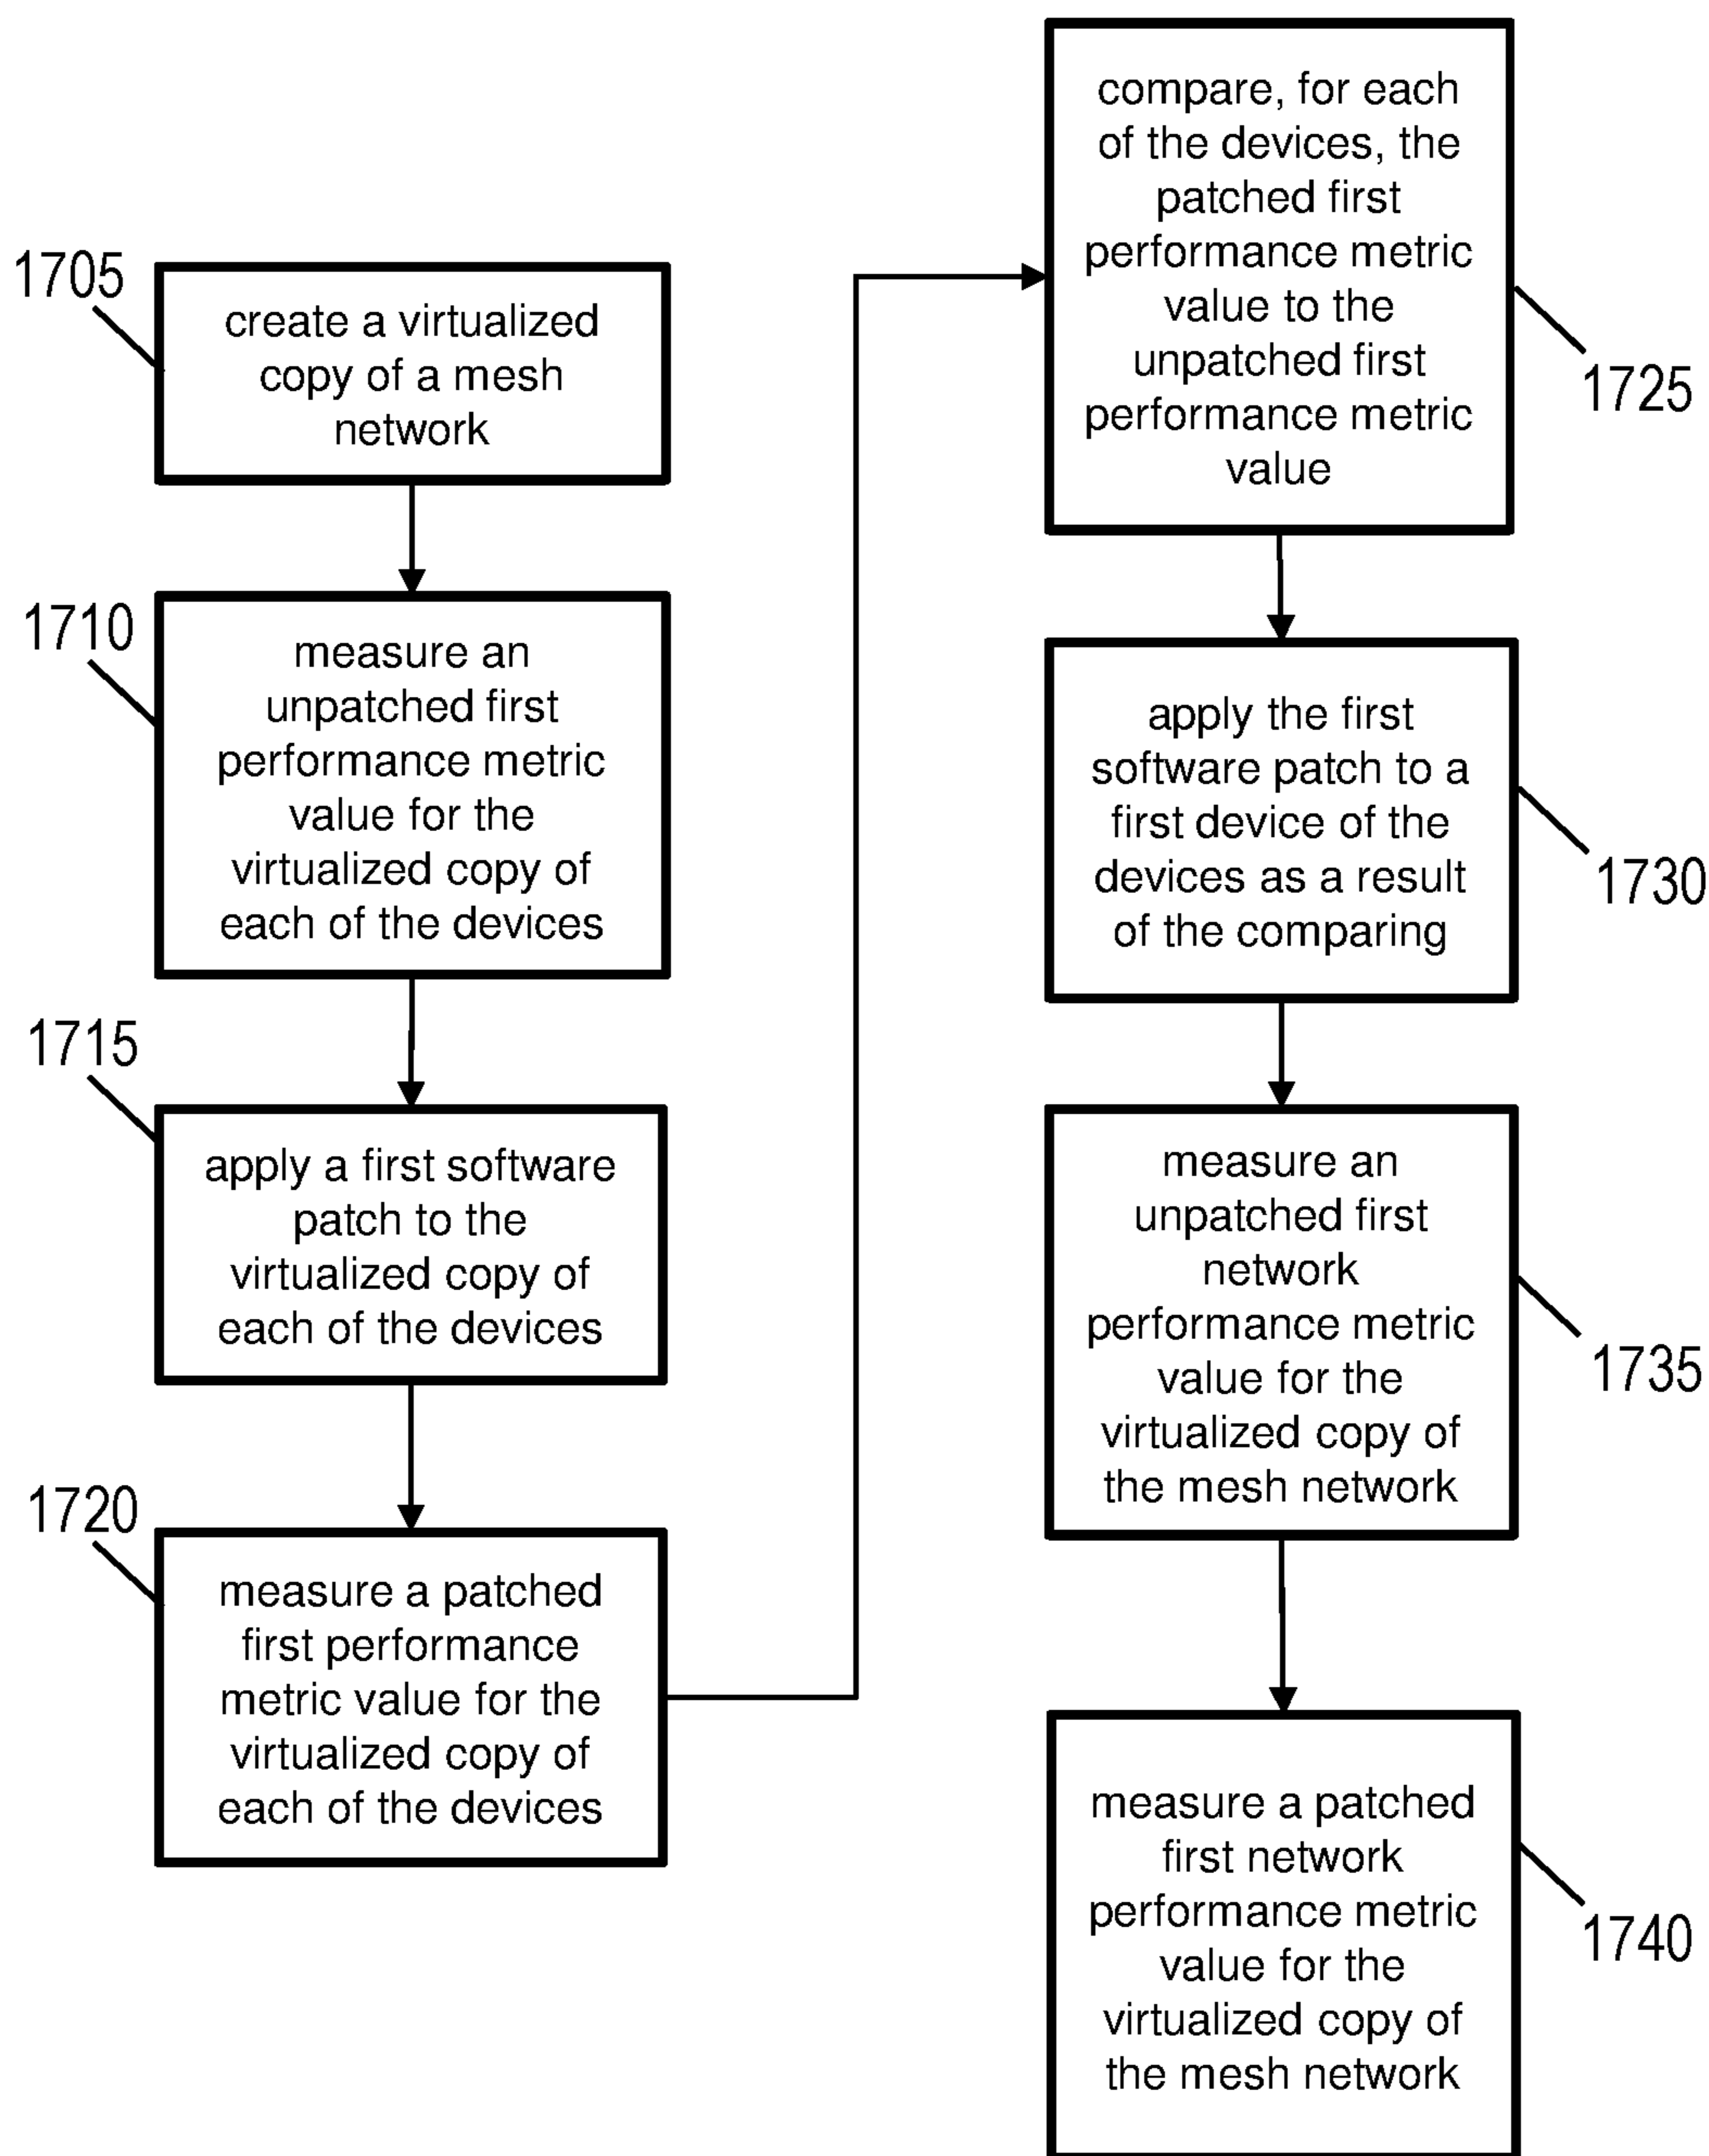 1705
create a virtualized
copy of a mesh
network
1710
measure an
unpatched first
performance metric
value for the
virtualized copy of
each of the devices
1715
apply a first software
patch to the
virtualized copy of
each of the devices
1720
measure a patched
first performance
metric value for the
virtualized copy of
each of the devices
compare, for each
of the devices, the
patched first
performance metric
value to the
unpatched first
performance metric
value
1725
apply the first
software patch to a
first device of the
devices as a result
of the comparing
1730
measure an
unpatched first
network
performance metric
value for the
virtualized copy of
the mesh network
1735
measure a patched
first network
performance metric
value for the
virtualized copy of
the mesh network
1740